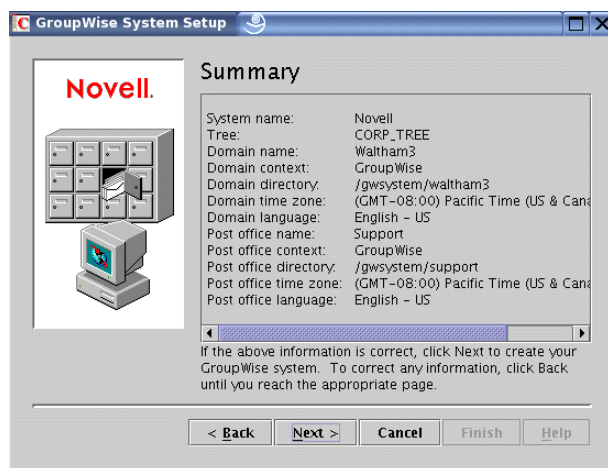 GroupWise System Setup
Novell.
Summary
System name: Novell
Tree: CORP_TREE
Domain name: Waltham3
Domain context: GroupWise
Domain directory: /gwsystem/waltham3
Domain time zone: (GMT-08:00) Pacific Time (US & Cana
Domain language: English - US
Post office name: Support
Post office context: GroupWise
Post office directory: /gwsystem/support
Post office time zone: (GMT-08:00) Pacific Time (US & Cana
Post office language: English - US
If the above information is correct, click Next to create your
GroupWise system. To correct any information, click Back
until you reach the appropriate page.
< Back Next > Cancel Finish Help